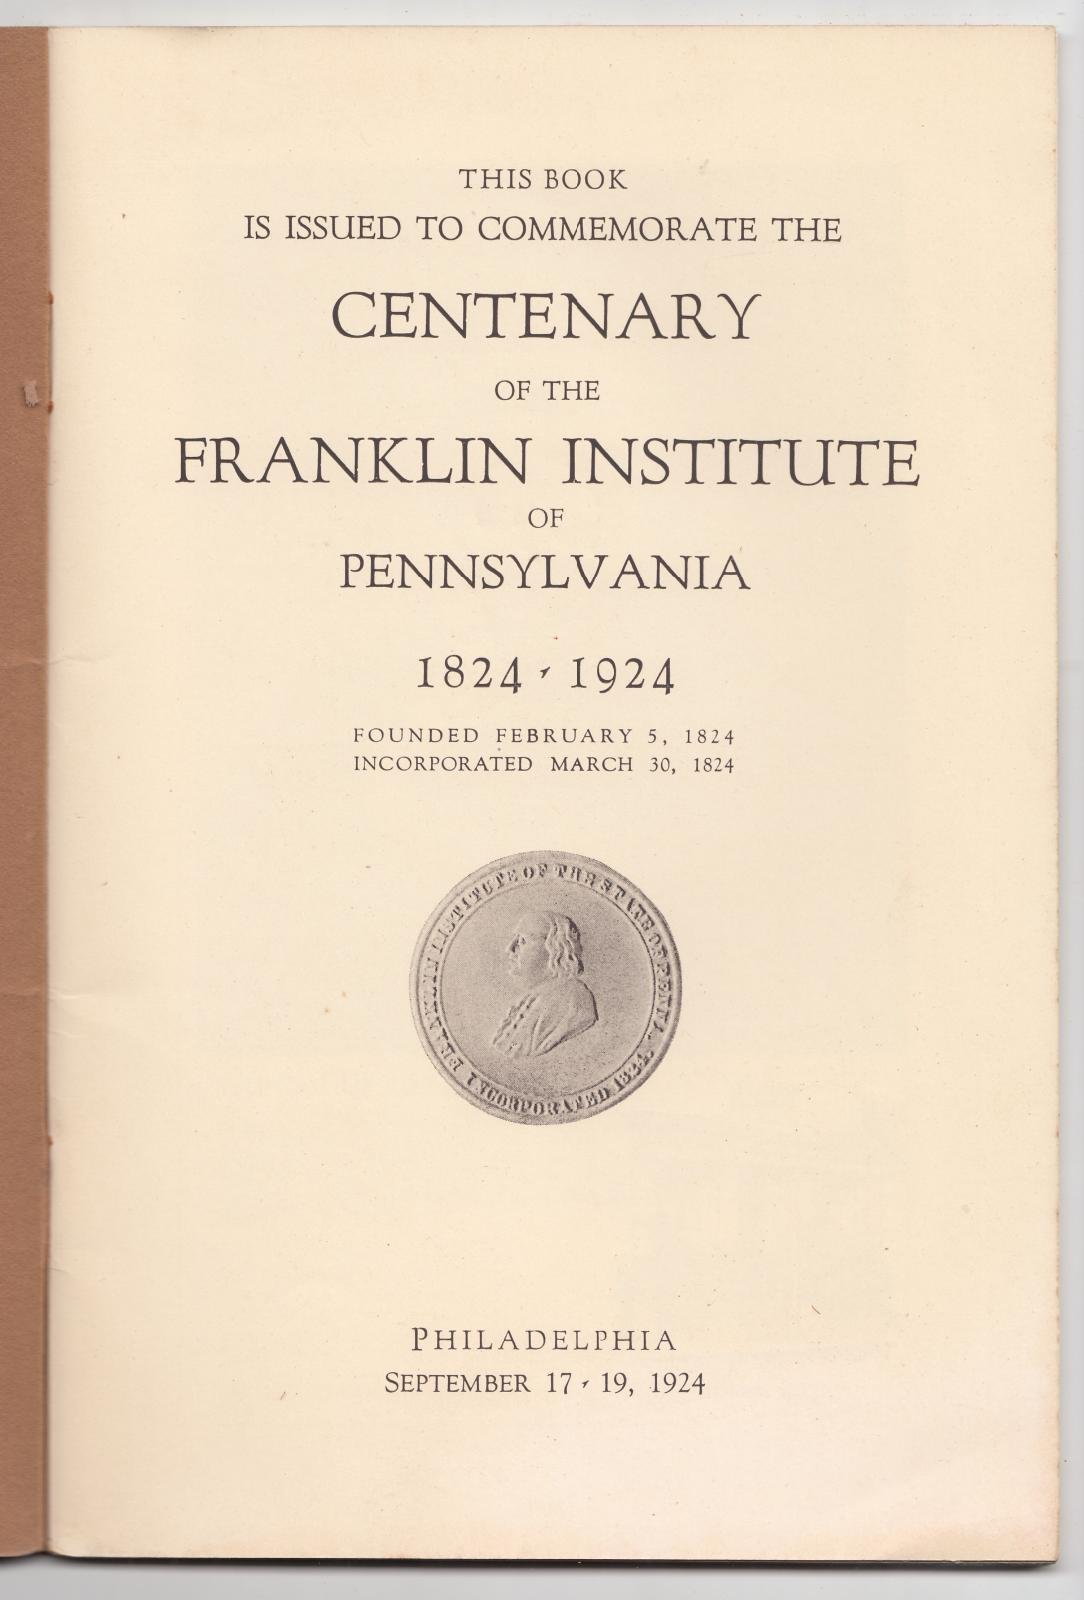 THIS BOOK
IS ISSUED TO COMMEMORATE THE
CENTENARY
OF THE
FRANKLIN INSTITUTE
OF
PENNSYLVANIA
1824 - 1924
FOUNDED FEBRUARY 5, 1824
INCORPORATED MARCH 30, 1824
FRANKLIN INSTITUTE OF THE STATE OF PENNA.
INCORPORATED 1824.
PHILADELPHIA
SEPTEMBER 17 - 19, 1924